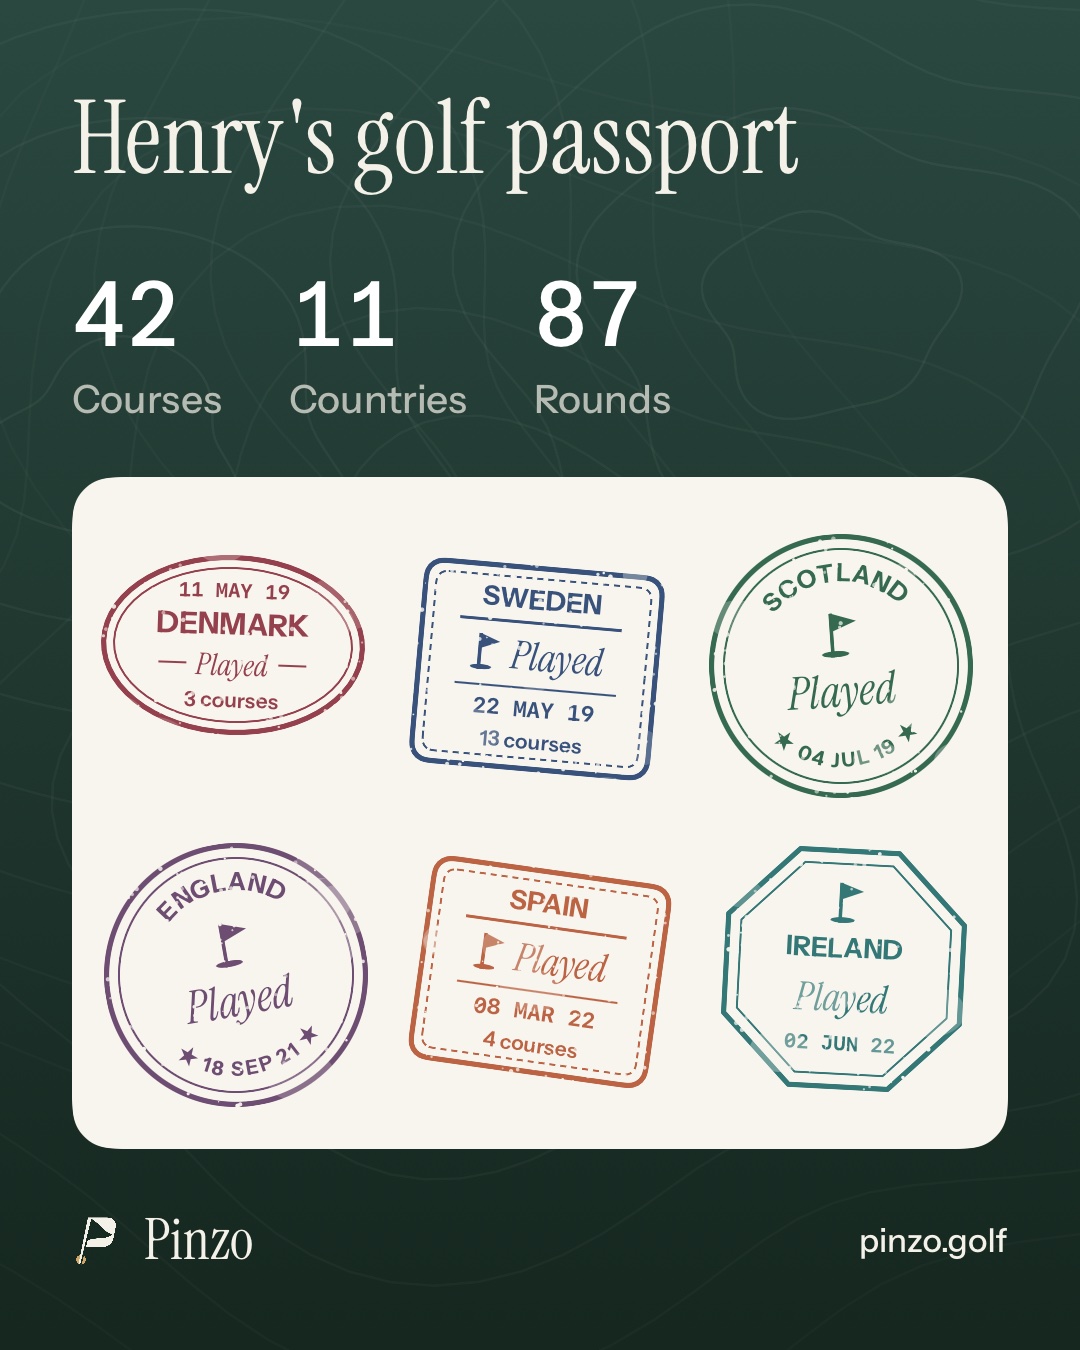 Henry's golf passport
42 11 87
Courses Countries Rounds
11 MAY 19
DENMARK
Played
3 courses
SWEDEN
Played
22 MAY 19
13 courses
SCOTLAND
Played
★ 04 JUL 19 ★
ENGLAND
Played
★ 18 SEP 21 ★
SPAIN
Played
08 MAR 22
4 courses
IRELAND
Played
02 JUN 22
Pinzo
pinzo.golf